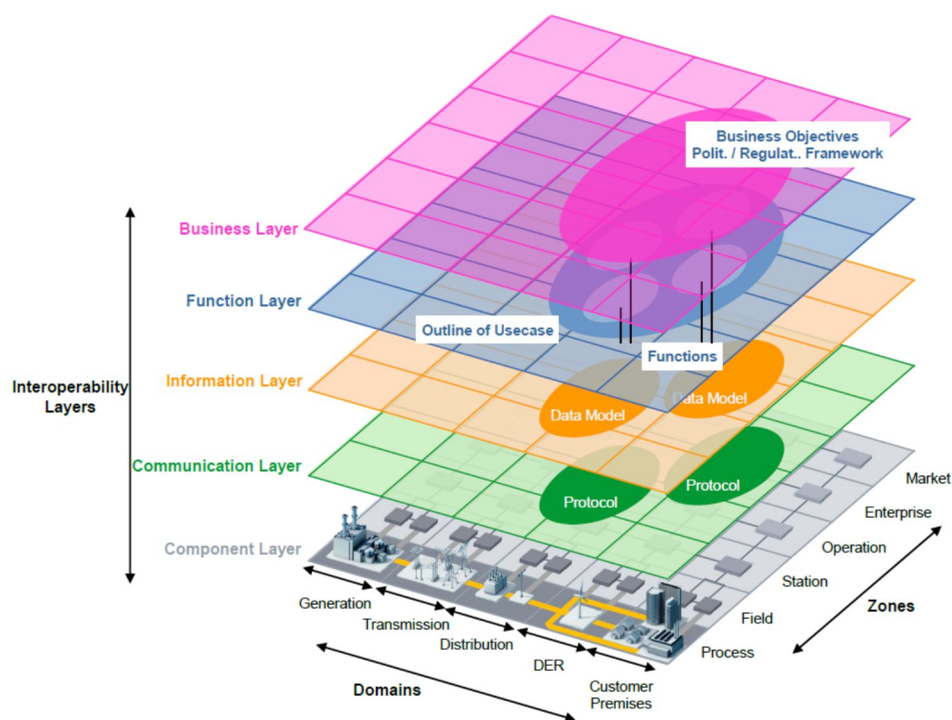 Business Objectives
Polit. / Regulat.. Framework
Business Layer
Function Layer
Outline of Usecase
Functions
Information Layer
Interoperability
Layers
Data Model
Data Model
Communication Layer
Protocol
Protocol
Component Layer
Market
Enterprise
Operation
Station
Field
Process
Zones
Generation
Transmission
Distribution
DER
Customer
Premises
Domains